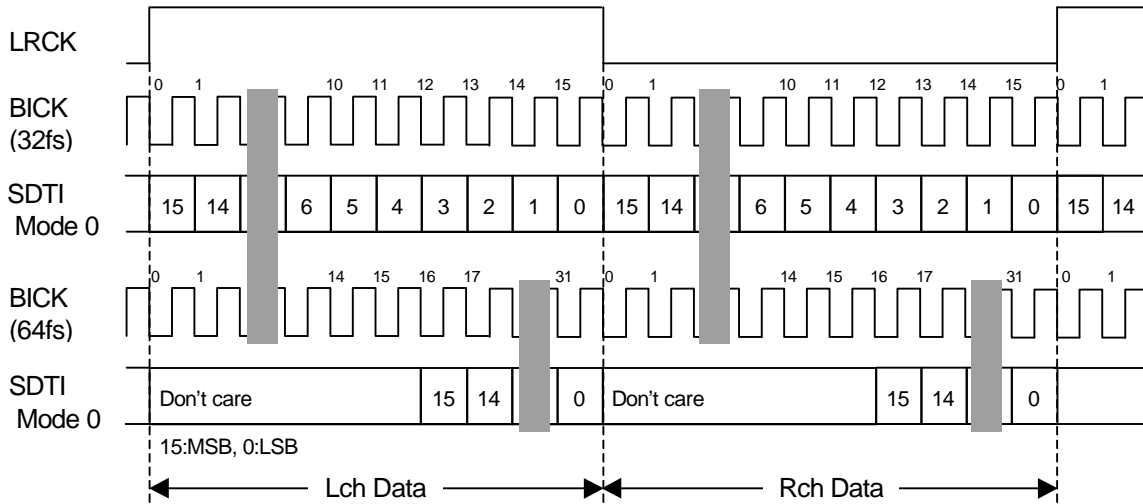 LRCK
0 1 10 11 12 13 14 15 0 1 10 11 12 13 14 15 0 1
BICK
(32fs)
SDTI
Mode 0
15 14 6 5 4 3 2 1 0 15 14 6 5 4 3 2 1 0 15 14
0 1 14 15 16 17 31 0 1 14 15 16 17 31 0 1
BICK
(64fs)
SDTI
Mode 0
Don't care 15 14 0 Don't care 15 14 0
15:MSB, 0:LSB
Lch Data Rch Data